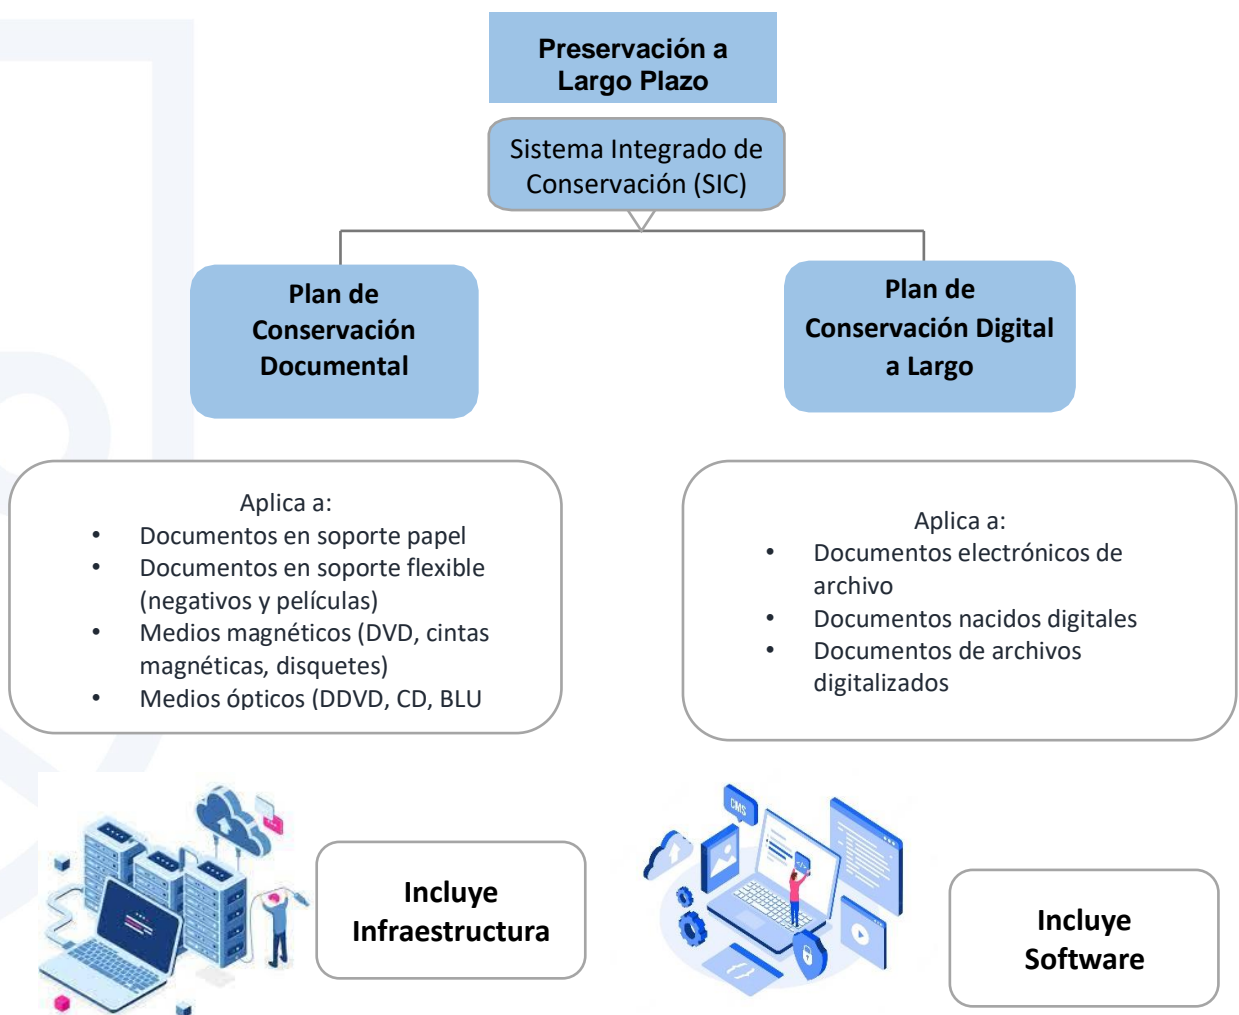 Preservación a
Largo Plazo
Sistema Integrado de
Conservación (SIC)
Plan de
Conservación
Documental
Plan de
Conservación Digital
a Largo
Aplica a:
• Documentos en soporte papel
• Documentos en soporte flexible
(negativos y películas)
• Medios magnéticos (DVD, cintas
magnéticas, disquetes)
• Medios ópticos (DDVD, CD, BLU
Aplica a:
• Documentos electrónicos de
archivo
• Documentos nacidos digitales
• Documentos de archivos
digitalizados
Incluye
Infraestructura
CMS
</>
Incluye
Software